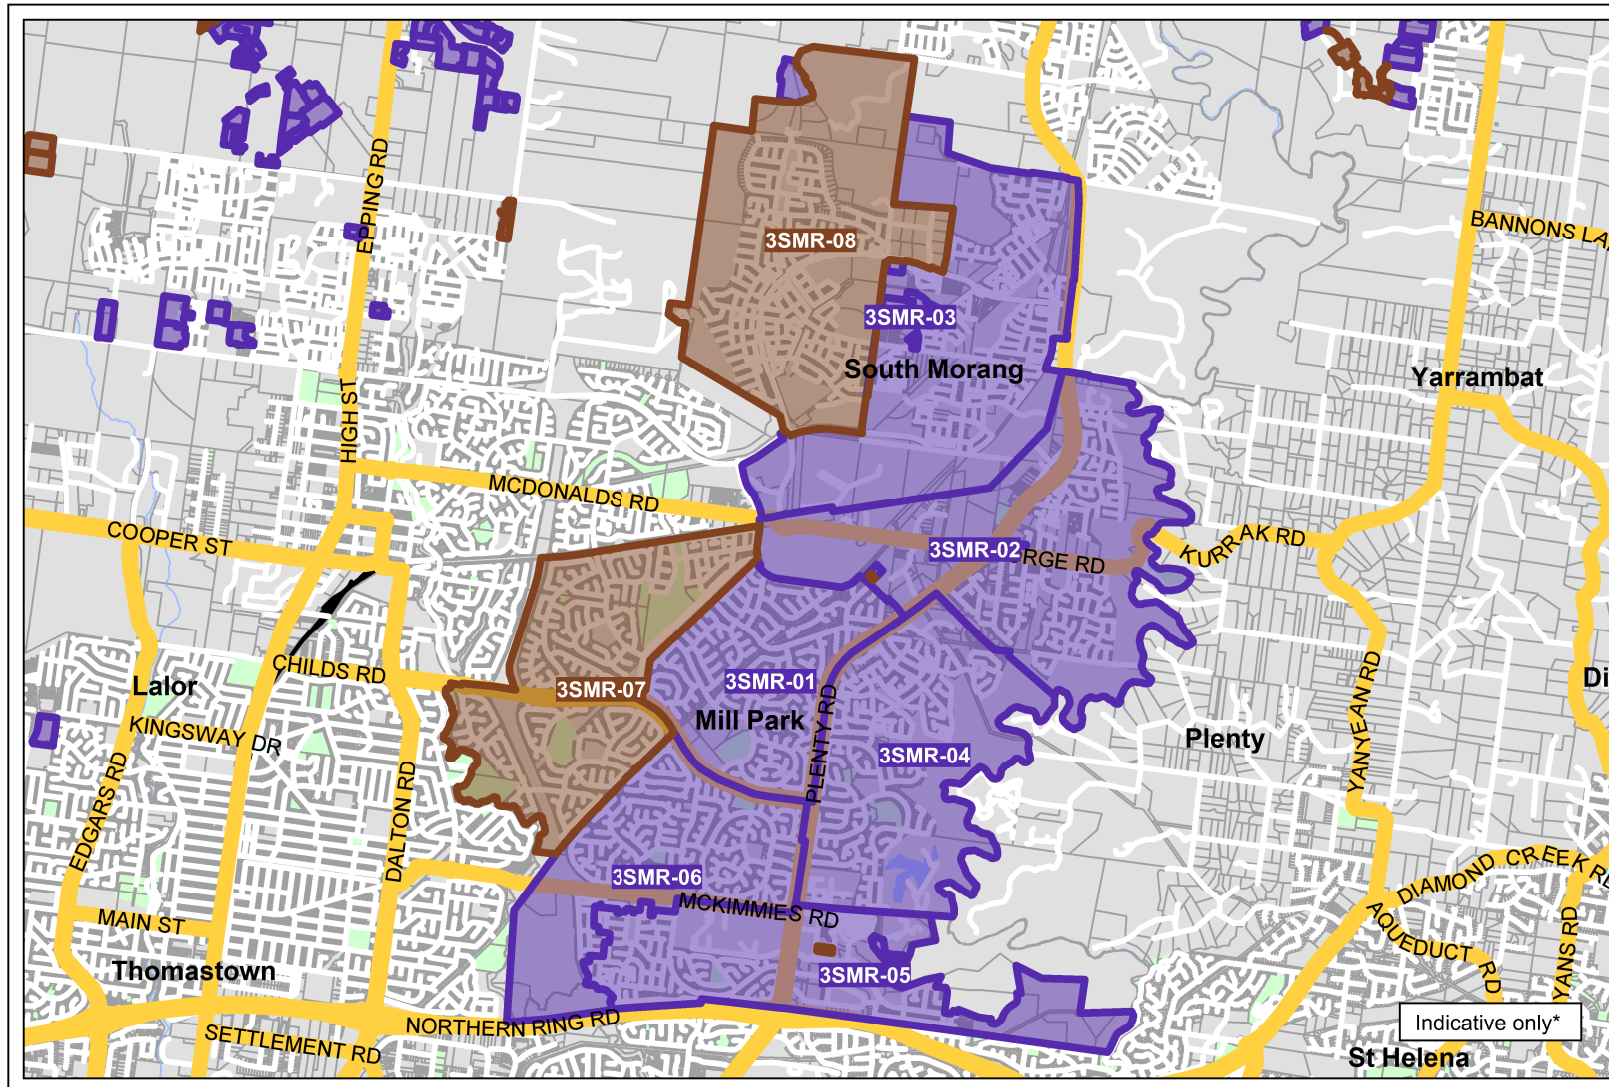 EPPING RD
BANNONS LA
3SMR-08
3SMR-03
South Morang
Yarrambat
HIGH ST
MCDONALDS RD
COOPER ST
3SMR-02
RGE RD
KURRAK RD
CHILDS RD
Lalor
3SMR-07
3SMR-01
Mill Park
PLENTY RD
3SMR-04
Plenty
YAN YEAN RD
Di
KINGSWAY DR
EDGARS RD
DALTON RD
3SMR-06
MCKIMMIES RD
DIAMOND CREEK RD
MAIN ST
AQUEDUCT RD
YANS RD
Thomastown
3SMR-05
NORTHERN RING RD
SETTLEMENT RD
Indicative only*
St Helena